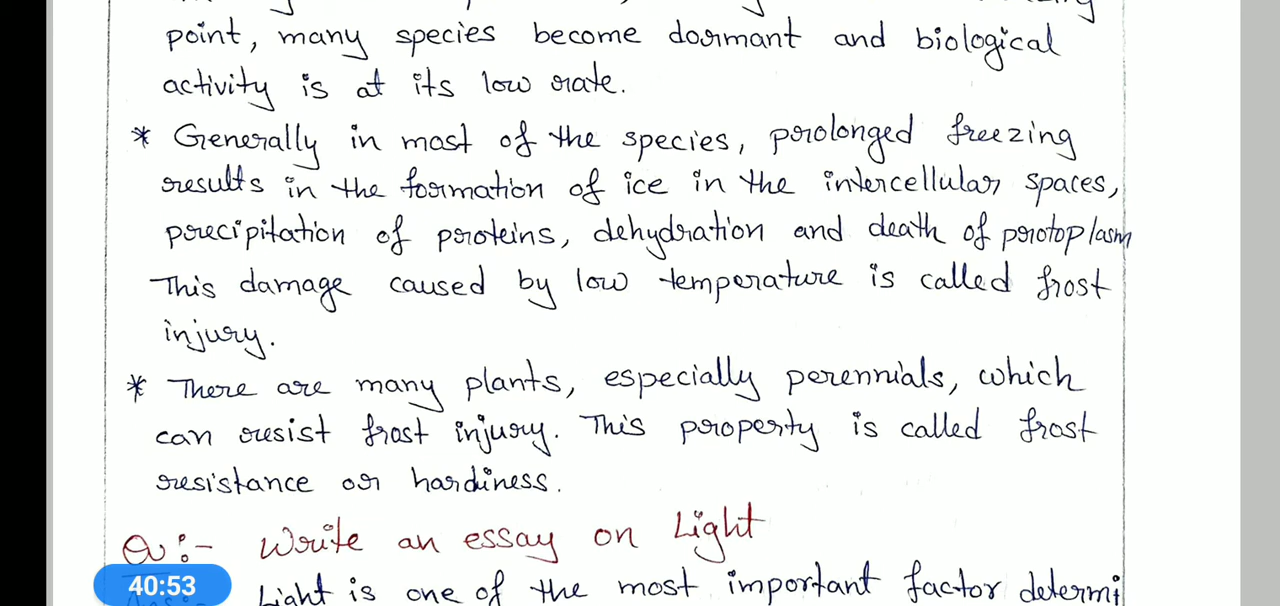 point, many species become dormant and biological
activity is at its low rate.
* Generally in most of the species, prolonged freezing
results in the formation of ice in the intercellular spaces,
precipitation of proteins, dehydration and death of protoplasm
This damage caused by low temperature is called frost
injury.
* There are many plants, especially perennials, which
can resist frost injury. This property is called frost
resistance or hardiness.
Q:- Write an essay on Light
40:53
Light is one of the most important factor determi